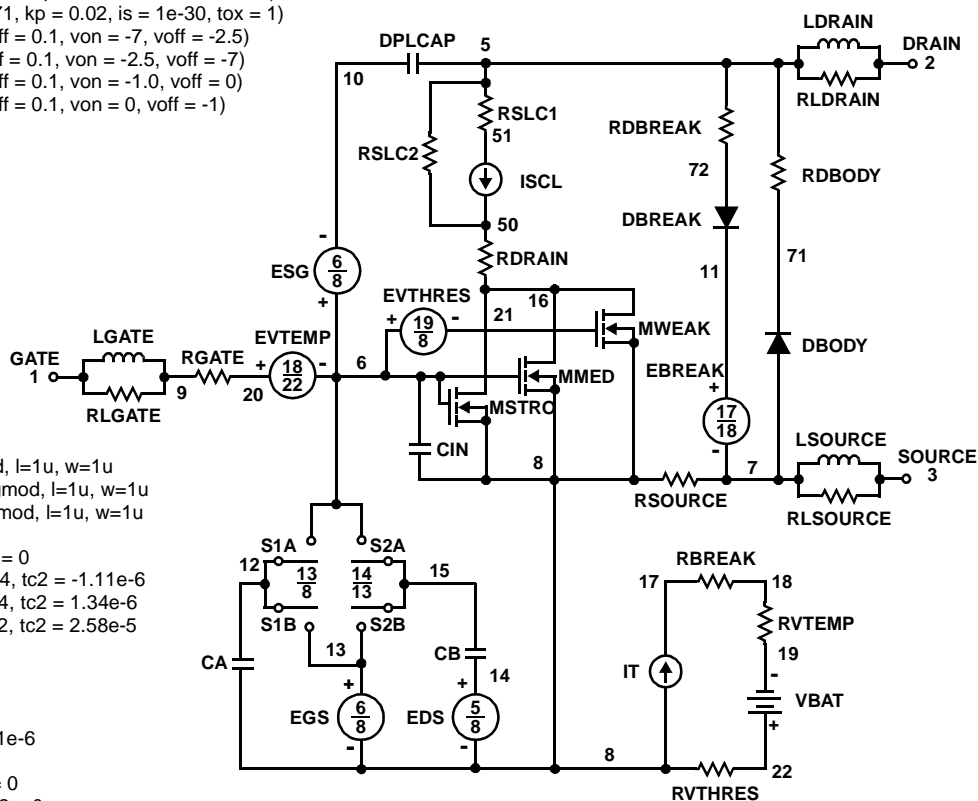 71, kp = 0.02, is = 1e-30, tox = 1)
ff = 0.1, von = -7, voff = -2.5)
f = 0.1, von = -2.5, voff = -7)
ff = 0.1, von = -1.0, voff = 0)
ff = 0.1, von = 0, voff = -1)
LDRAIN
DPLCAP
5
DRAIN
2
10
RLDRAIN
RSLC1
51
RDBREAK
RSLC2
72
RDBODY
ISCL
DBREAK
50
71
ESG
6
8
-
+
RDRAIN
11
EVTHRES
16
21
+
19
8
-
MWEAK
LGATE
EVTEMP
GATE
1
RGATE
+
18
22
-
6
MMED
EBREAK
+
DBODY
9
20
MSTRO
17
18
-
RLGATE
CIN
LSOURCE
8
7
SOURCE
3
d, l=1u, w=1u
gmod, l=1u, w=1u
mod, l=1u, w=1u
RSOURCE
RLSOURCE
= 0
4, tc2 = -1.11e-6
4, tc2 = 1.34e-6
2, tc2 = 2.58e-5
S1A
S2A
12
13
8
14
13
15
S1B
S2B
RBREAK
17
18
13
CB
RVTEMP
CA
14
19
IT
-
VBAT
+
+
EGS
6
8
-
+
EDS
5
8
-
1e-6
8
22
= 0
RVTHRES